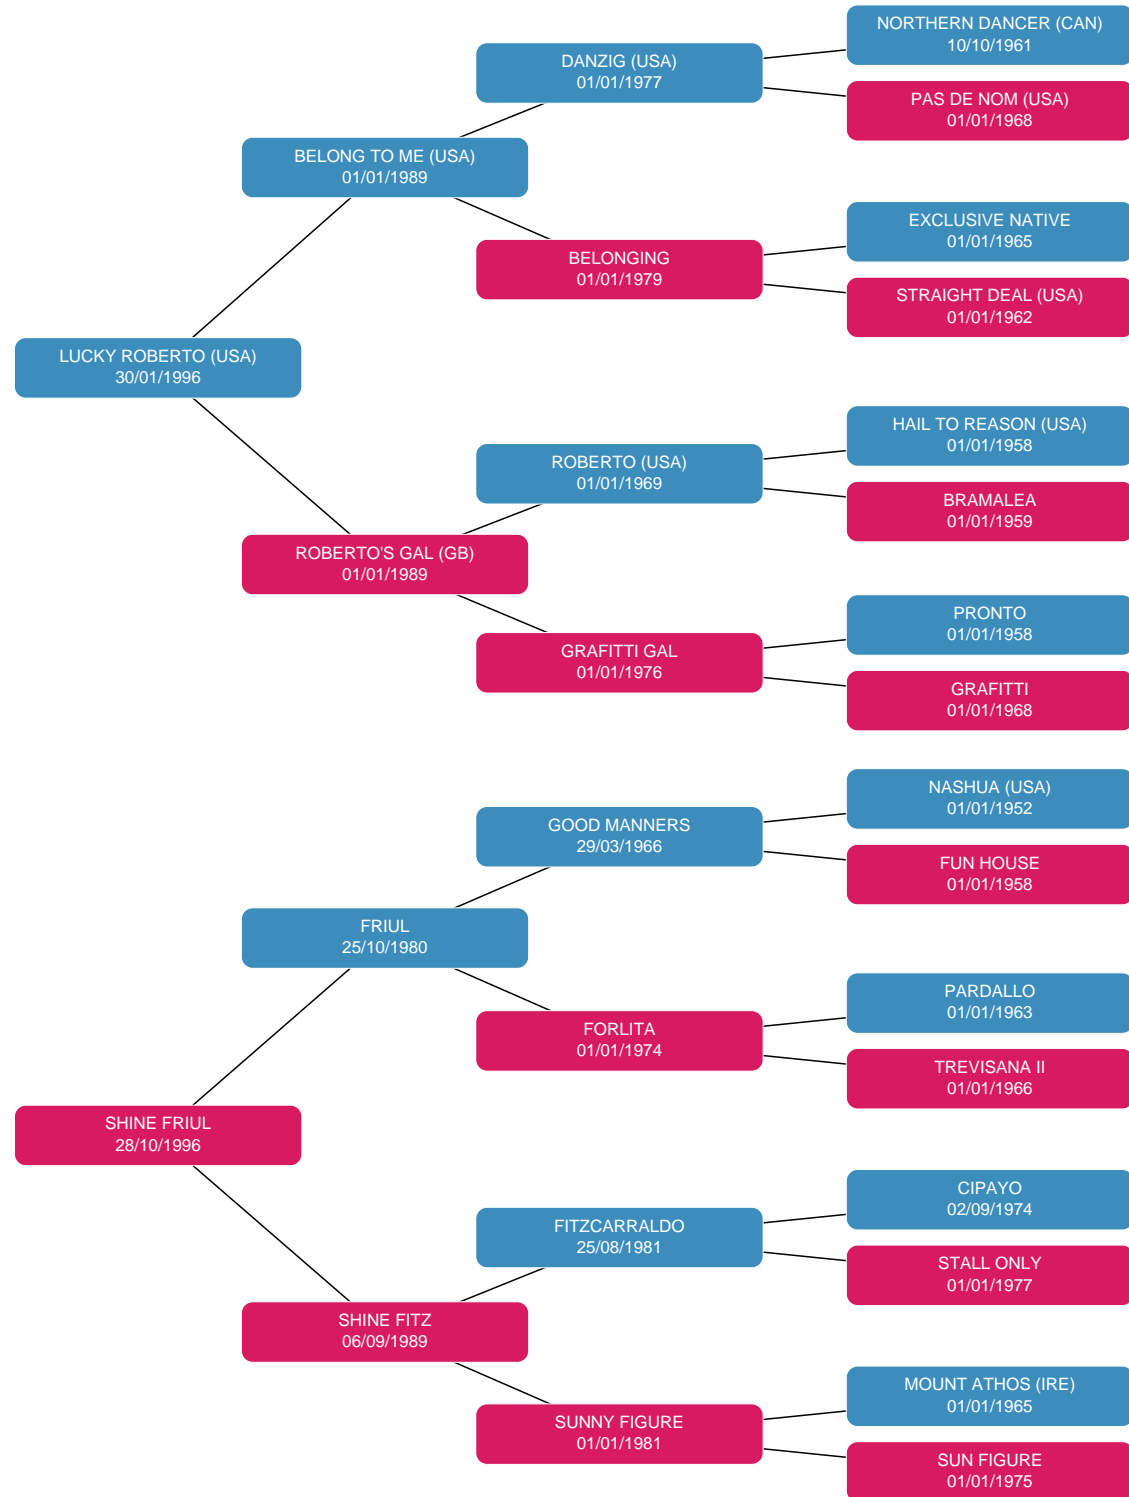 NORTHERN DANCER (CAN)
10/10/1961
DANZIG (USA)
01/01/1977
PAS DE NOM (USA)
01/01/1968
BELONG TO ME (USA)
01/01/1989
EXCLUSIVE NATIVE
01/01/1965
BELONGING
01/01/1979
STRAIGHT DEAL (USA)
01/01/1962
LUCKY ROBERTO (USA)
30/01/1996
HAIL TO REASON (USA)
01/01/1958
ROBERTO (USA)
01/01/1969
BRAMALEA
01/01/1959
ROBERTO'S GAL (GB)
01/01/1989
PRONTO
01/01/1958
GRAFITTI GAL
01/01/1976
GRAFITTI
01/01/1968
NASHUA (USA)
01/01/1952
GOOD MANNERS
29/03/1966
FUN HOUSE
01/01/1958
FRIUL
25/10/1980
PARDALLO
01/01/1963
FORLITA
01/01/1974
TREVISANA II
01/01/1966
SHINE FRIUL
28/10/1996
CIPAYO
02/09/1974
FITZCARRALDO
25/08/1981
STALL ONLY
01/01/1977
SHINE FITZ
06/09/1989
MOUNT ATHOS (IRE)
01/01/1965
SUNNY FIGURE
01/01/1981
SUN FIGURE
01/01/1975